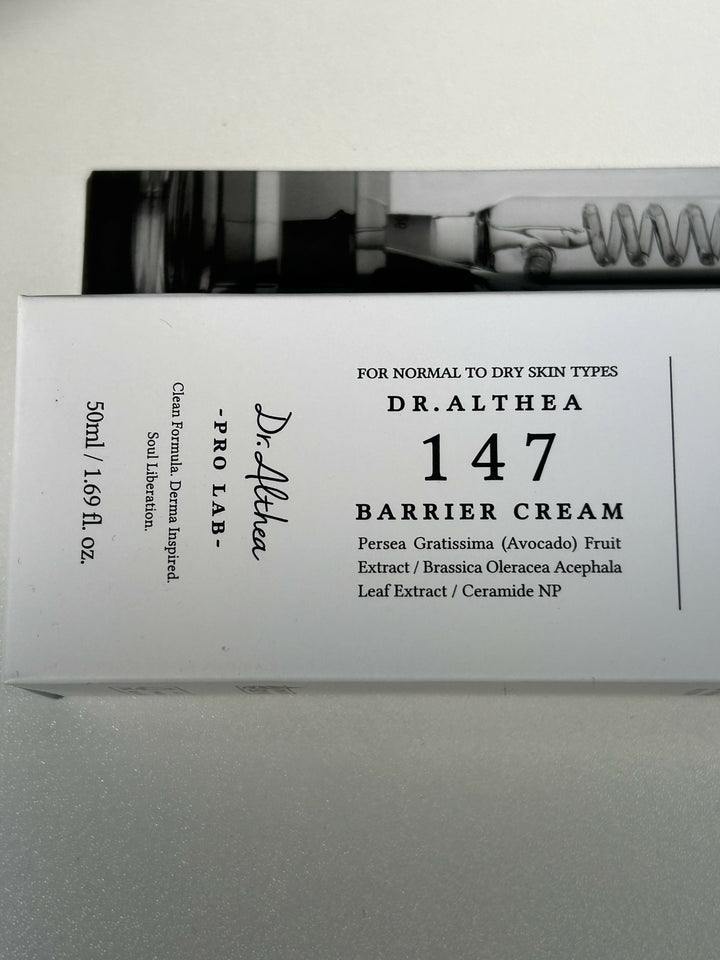 FOR NORMAL TO DRY SKIN TYPES
DR.ALTHEA
147
BARRIER CREAM
Persea Gratissima (Avocado) Fruit
Extract / Brassica Oleracea Acephala
Leaf Extract / Ceramide NP
Dr. Althea
-PRO LAB-
Clean Formula. Derma Inspired.
Soul Liberation.
50ml / 1.69 fl. oz.